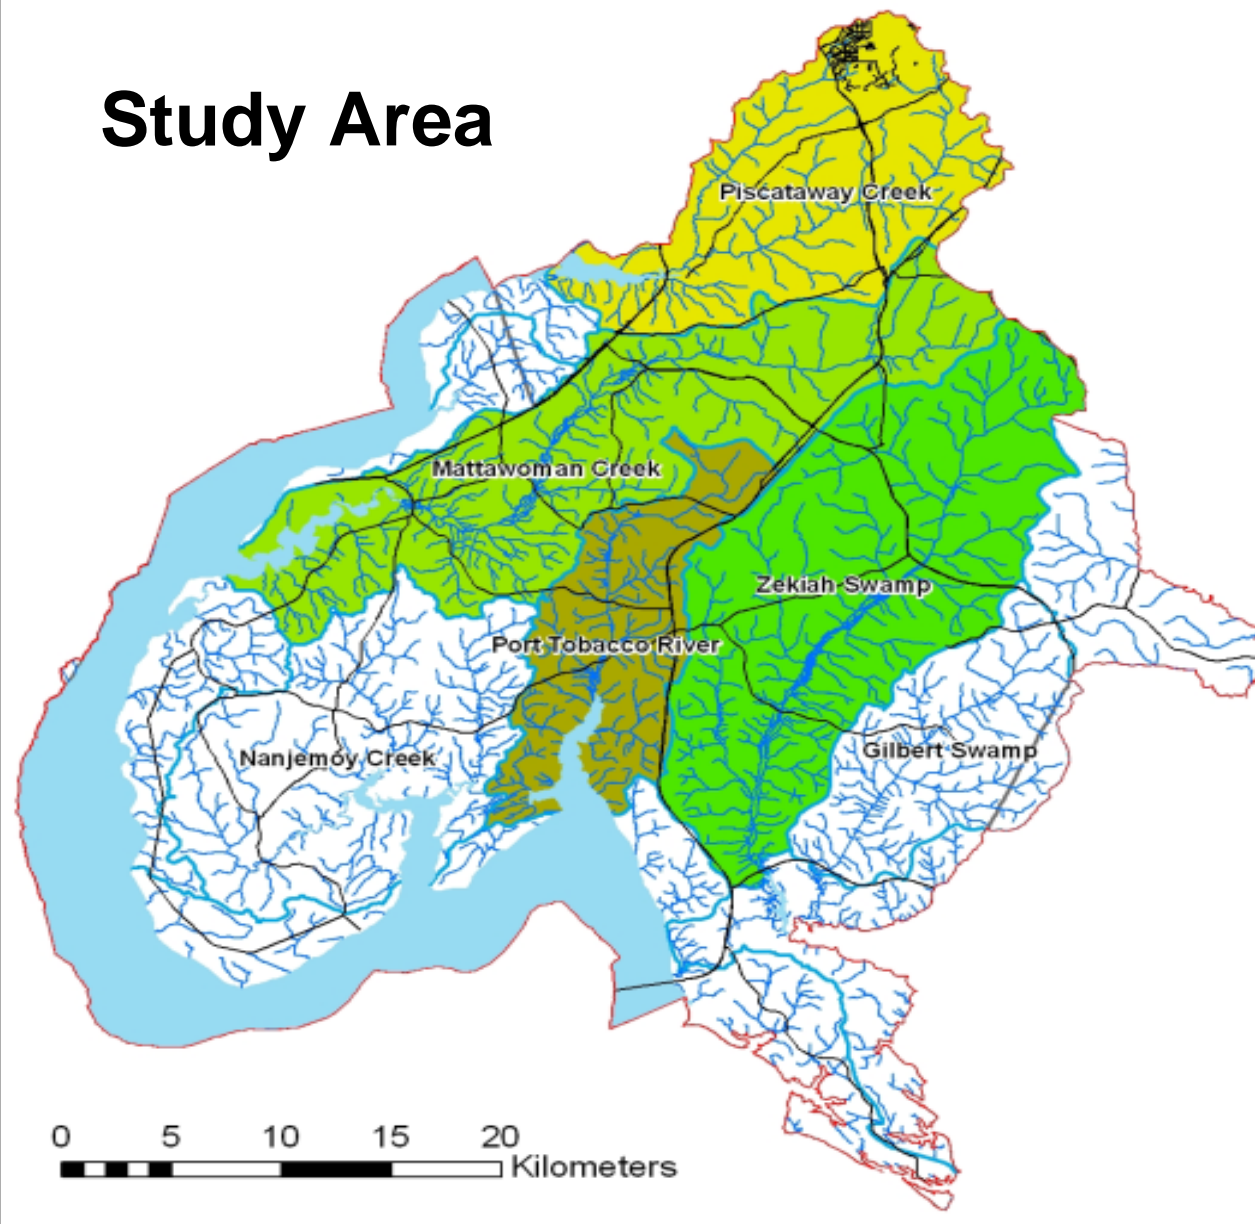 Study Area
Piscataway Creek
Mattawoman Creek
Zekiah Swamp
Port Tobacco River
Gilbert Swamp
Nanjemoy Creek
0 5 10 15 20
Kilometers